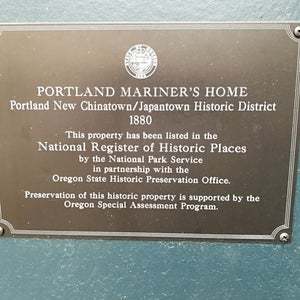 PORTLAND MARINER'S HOME
Portland New Chinatown/Japantown Historic District
1880
This property has been listed in the
National Register of Historic Places
by the National Park Service
in partnership with the
Oregon State Historic Preservation Office.
Preservation of this historic property is supported by the
Oregon Special Assessment Program.